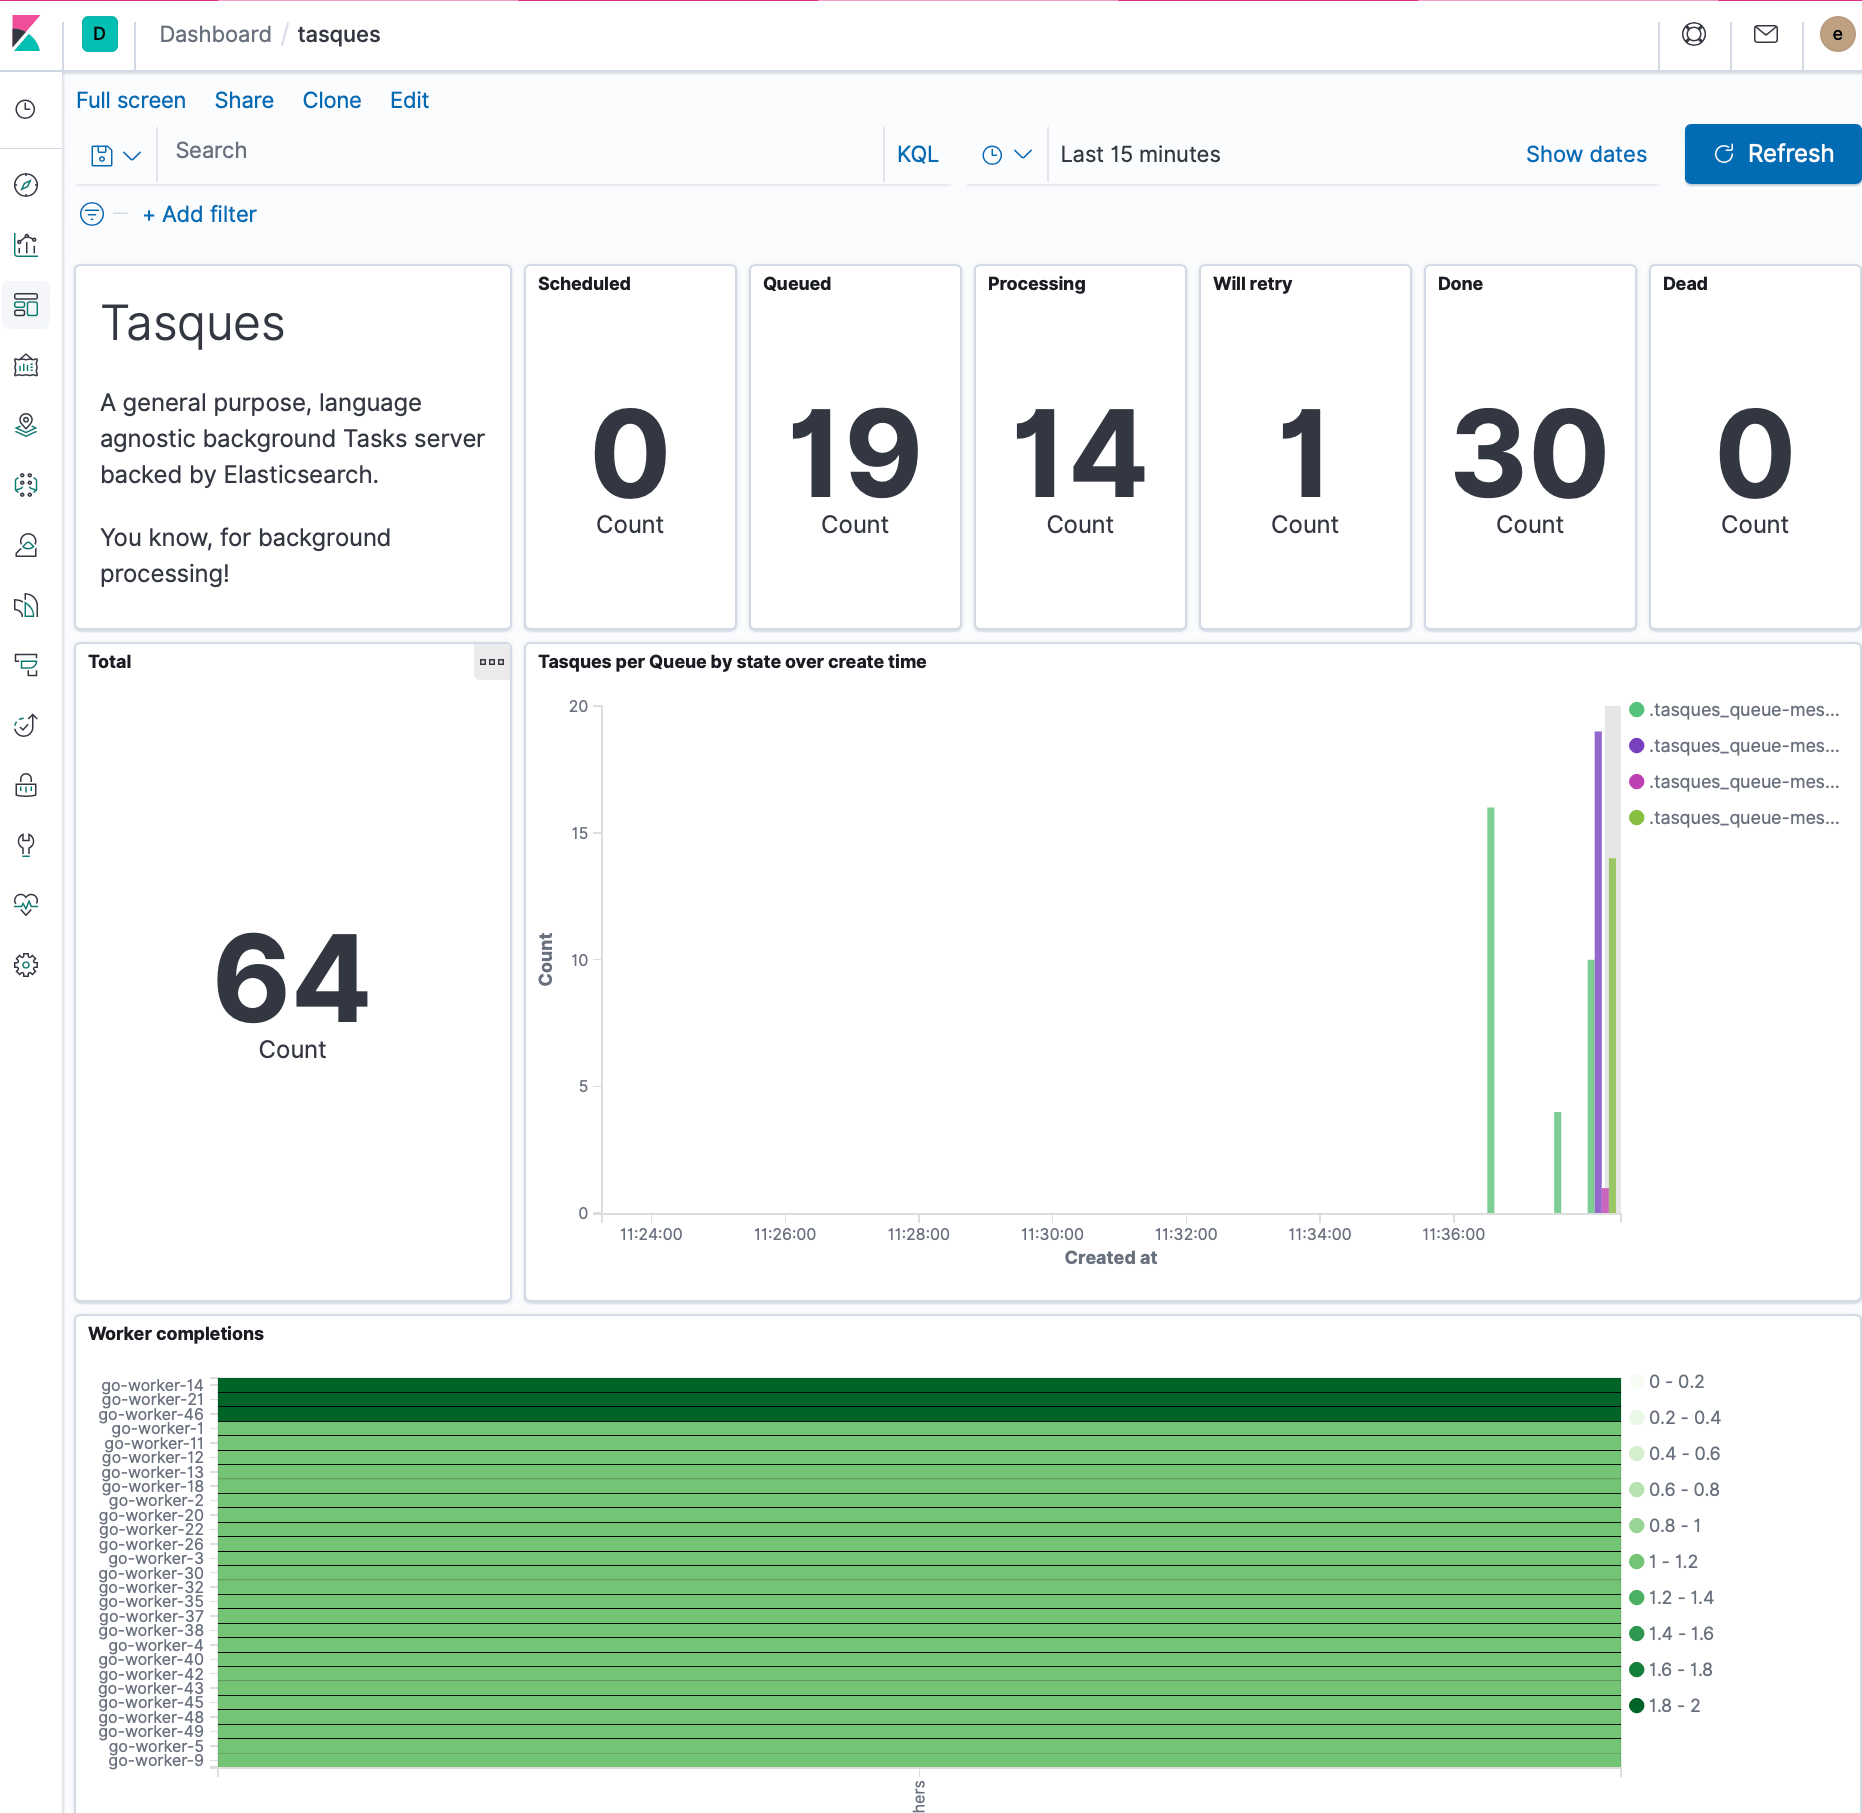 D
Dashboard / tasques
e
Full screen Share Clone Edit
Search
KQL
Last 15 minutes
Show dates
Refresh
+ Add filter
Tasques
A general purpose, language
agnostic background Tasks server
backed by Elasticsearch.
You know, for background
processing!
Scheduled
0
Count
Queued
19
Count
Processing
14
Count
Will retry
1
Count
Done
30
Count
Dead
0
Count
Total
64
Count
Tasques per Queue by state over create time
20
15
10
5
0
Count
11:24:00 11:26:00 11:28:00 11:30:00 11:32:00 11:34:00 11:36:00
Created at
.tasques_queue-mes...
.tasques_queue-mes...
.tasques_queue-mes...
.tasques_queue-mes...
Worker completions
go-worker-14
go-worker-21
go-worker-46
go-worker-1
go-worker-11
go-worker-12
go-worker-13
go-worker-18
go-worker-2
go-worker-20
go-worker-22
go-worker-26
go-worker-3
go-worker-30
go-worker-32
go-worker-35
go-worker-37
go-worker-38
go-worker-4
go-worker-40
go-worker-42
go-worker-43
go-worker-45
go-worker-48
go-worker-49
go-worker-5
go-worker-9
0 - 0.2
0.2 - 0.4
0.4 - 0.6
0.6 - 0.8
0.8 - 1
1 - 1.2
1.2 - 1.4
1.4 - 1.6
1.6 - 1.8
1.8 - 2